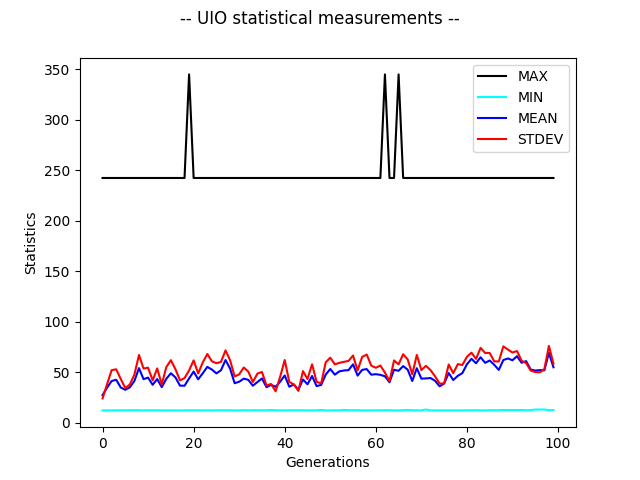 -- UIO statistical measurements --
350
300
250
200
150
100
50
0
Statistics
MAX
MIN
MEAN
STDEV
0 20 40 60 80 100
Generations